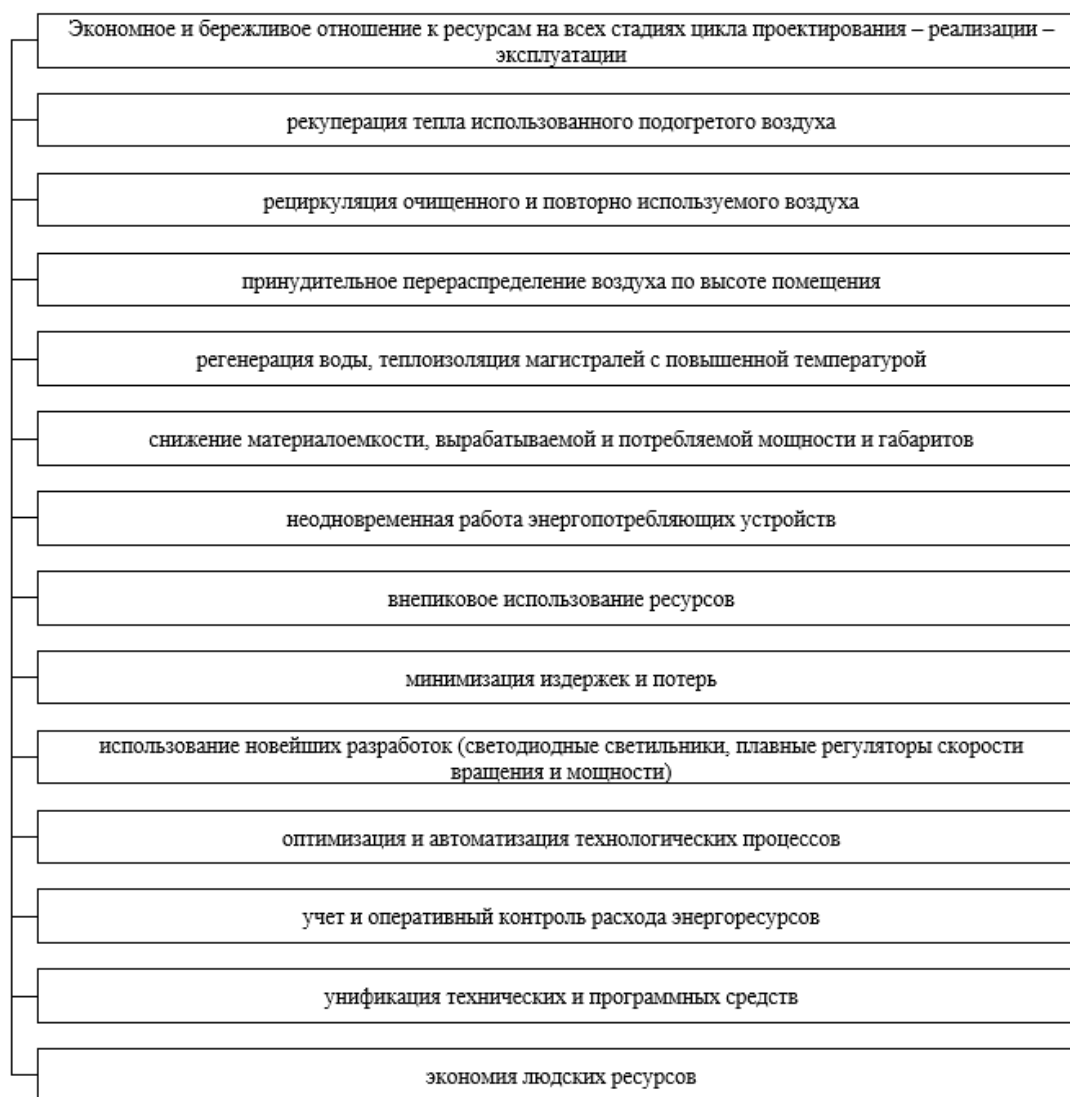 Экономное и бережливое отношение к ресурсам на всех стадиях цикла проектирования – реализации –
эксплуатации
рекуперация тепла использованного подогретого воздуха
рециркуляция очищенного и повторно используемого воздуха
принудительное перераспределение воздуха по высоте помещения
регенерация воды, теплоизоляция магистралей с повышенной температурой
снижение материалоемкости, вырабатываемой и потребляемой мощности и габаритов
неодновременная работа энергопотребляющих устройств
внепиковое использование ресурсов
минимизация издержек и потерь
использование новейших разработок (светодиодные светильники, плавные регуляторы скорости
вращения и мощности)
оптимизация и автоматизация технологических процессов
учет и оперативный контроль расхода энергоресурсов
унификация технических и программных средств
экономия людских ресурсов